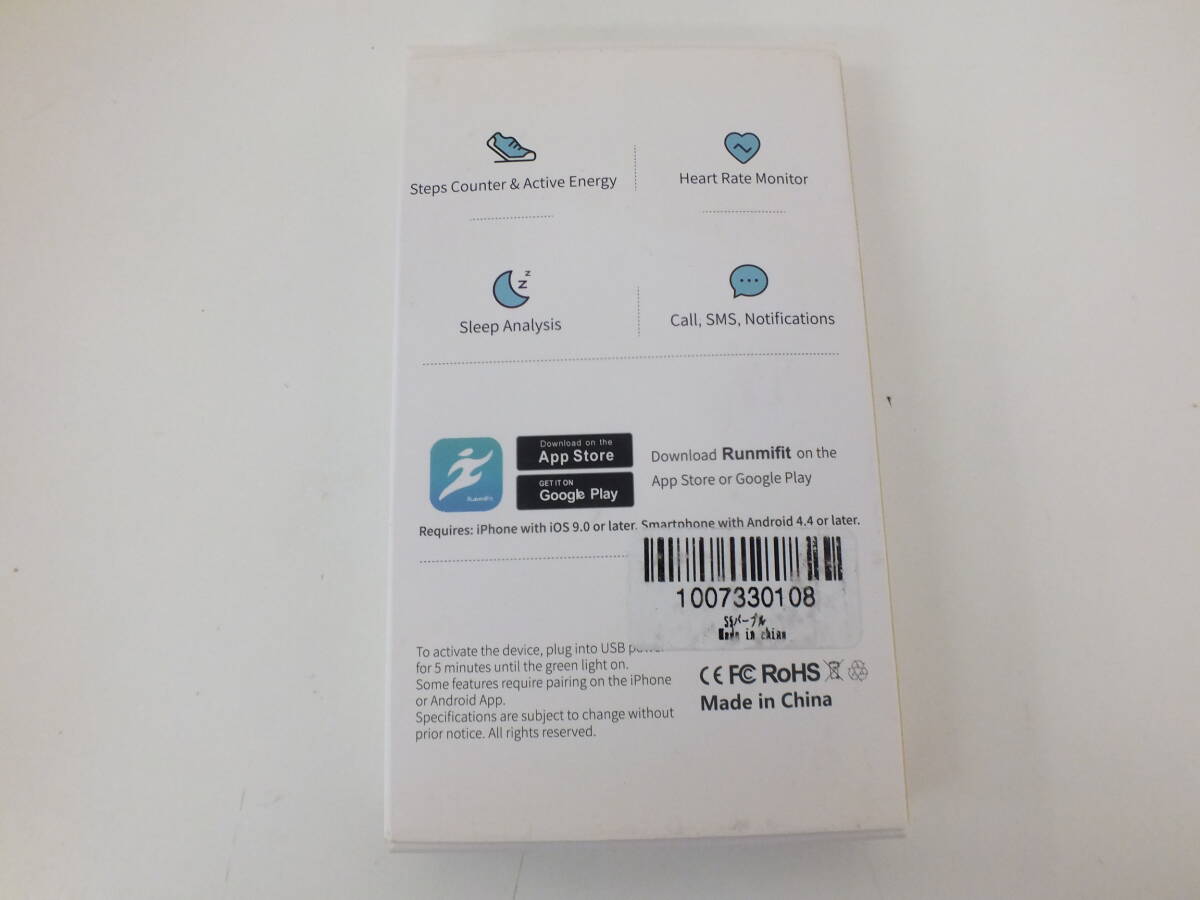 Steps Counter & Active Energy
Heart Rate Monitor
z
z
Sleep Analysis
Call, SMS, Notifications
Runmifit
Download on the
App Store
GET IT ON
Google Play
Download Runmifit on the
App Store or Google Play
Requires: iPhone with iOS 9.0 or later. Smartphone with Android 4.4 or later.
1007330108
SSパープル
Made in china
To activate the device, plug into USB power
for 5 minutes until the green light on.
Some features require pairing on the iPhone
or Android App.
Specifications are subject to change without
prior notice. All rights reserved.
CE FC RoHS
Made in China